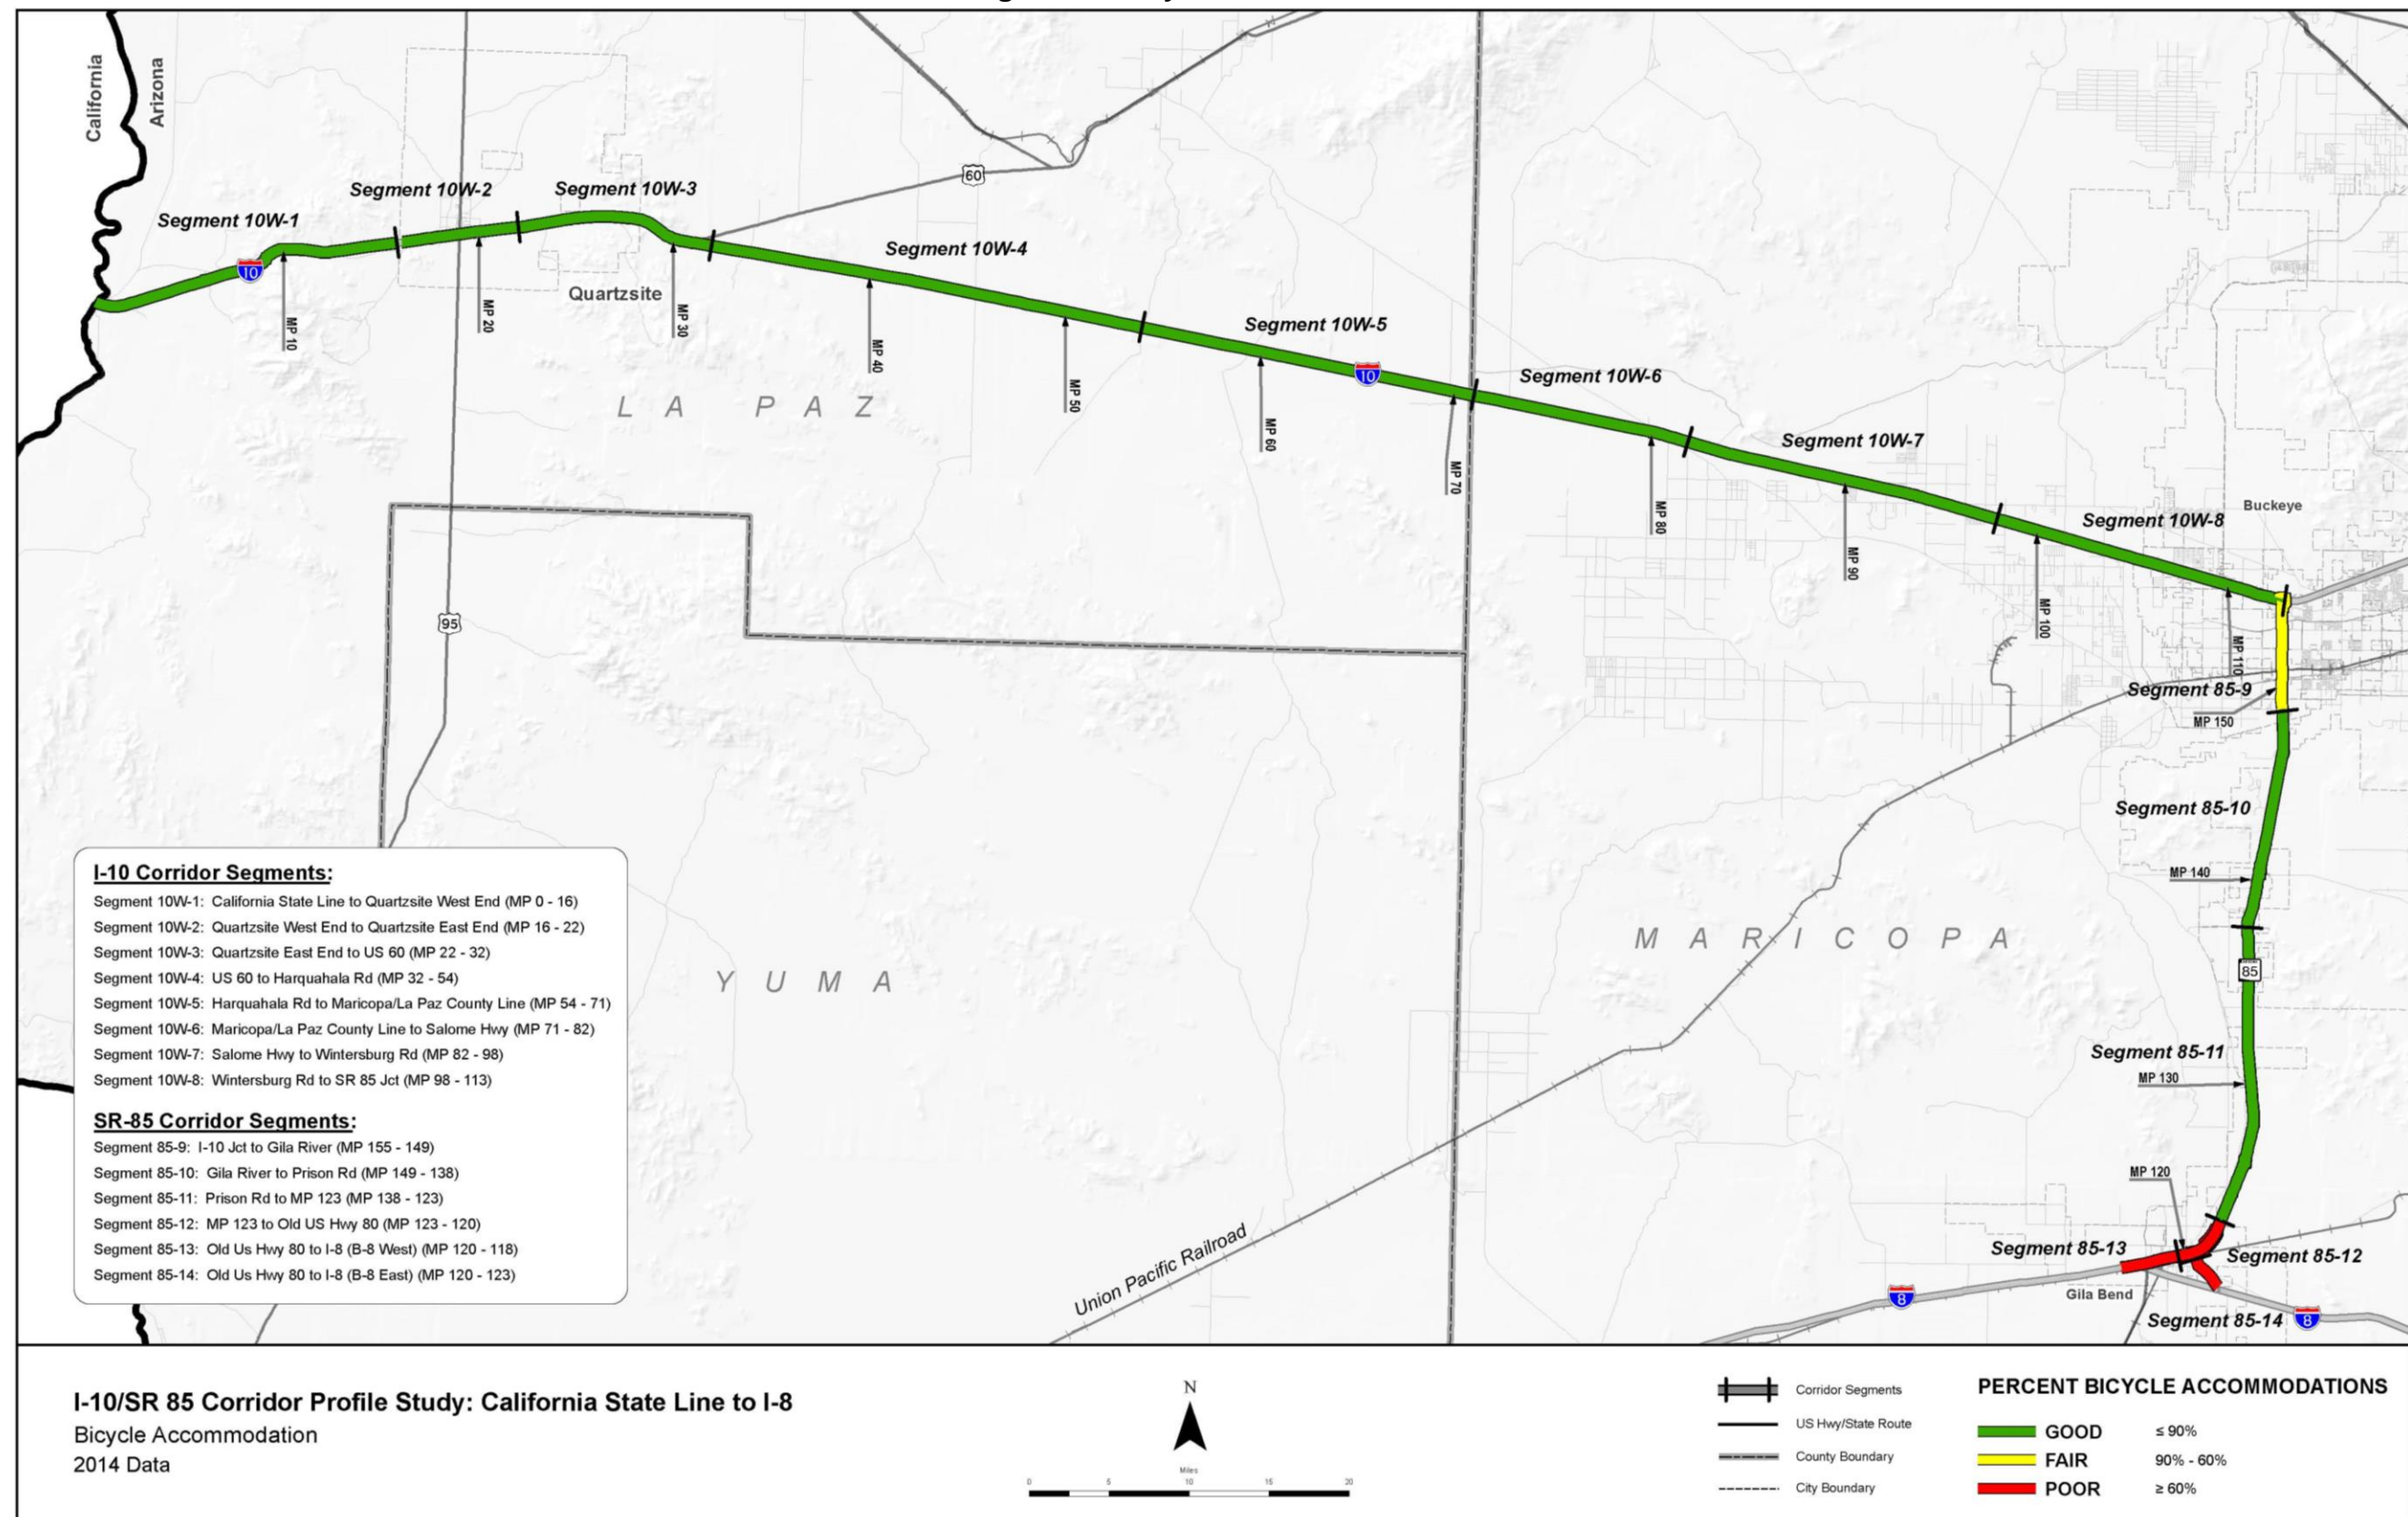 California
Arizona
Segment 10W-1
Segment 10W-2
Segment 10W-3
60
Segment 10W-4
10
Quartzsite
MP 10
MP 20
MP 30
MP 40
MP 50
Segment 10W-5
10
MP 60
MP 70
Segment 10W-6
MP 80
Segment 10W-7
MP 90
Segment 10W-8
Buckeye
MP 100
MP 110
LA PAZ
95
Segment 85-9
MP 150
Segment 85-10
MP 140
MARICOPA
85
YUMA
Segment 85-11
MP 130
MP 120
Segment 85-13
Segment 85-12
Gila Bend
8
Segment 85-14
8
Union Pacific Railroad
I-10 Corridor Segments:
Segment 10W-1: California State Line to Quartzsite West End (MP 0 - 16)
Segment 10W-2: Quartzsite West End to Quartzsite East End (MP 16 - 22)
Segment 10W-3: Quartzsite East End to US 60 (MP 22 - 32)
Segment 10W-4: US 60 to Harquahala Rd (MP 32 - 54)
Segment 10W-5: Harquahala Rd to Maricopa/La Paz County Line (MP 54 - 71)
Segment 10W-6: Maricopa/La Paz County Line to Salome Hwy (MP 71 - 82)
Segment 10W-7: Salome Hwy to Wintersburg Rd (MP 82 - 98)
Segment 10W-8: Wintersburg Rd to SR 85 Jct (MP 98 - 113)
SR-85 Corridor Segments:
Segment 85-9: I-10 Jct to Gila River (MP 155 - 149)
Segment 85-10: Gila River to Prison Rd (MP 149 - 138)
Segment 85-11: Prison Rd to MP 123 (MP 138 - 123)
Segment 85-12: MP 123 to Old US Hwy 80 (MP 123 - 120)
Segment 85-13: Old Us Hwy 80 to I-8 (B-8 West) (MP 120 - 118)
Segment 85-14: Old Us Hwy 80 to I-8 (B-8 East) (MP 120 - 123)
I-10/SR 85 Corridor Profile Study: California State Line to I-8
Bicycle Accommodation
2014 Data
N
Miles
0 5 10 15 20
Corridor Segments
US Hwy/State Route
County Boundary
City Boundary
PERCENT BICYCLE ACCOMMODATIONS
GOOD ≤ 90%
FAIR 90% - 60%
POOR ≥ 60%